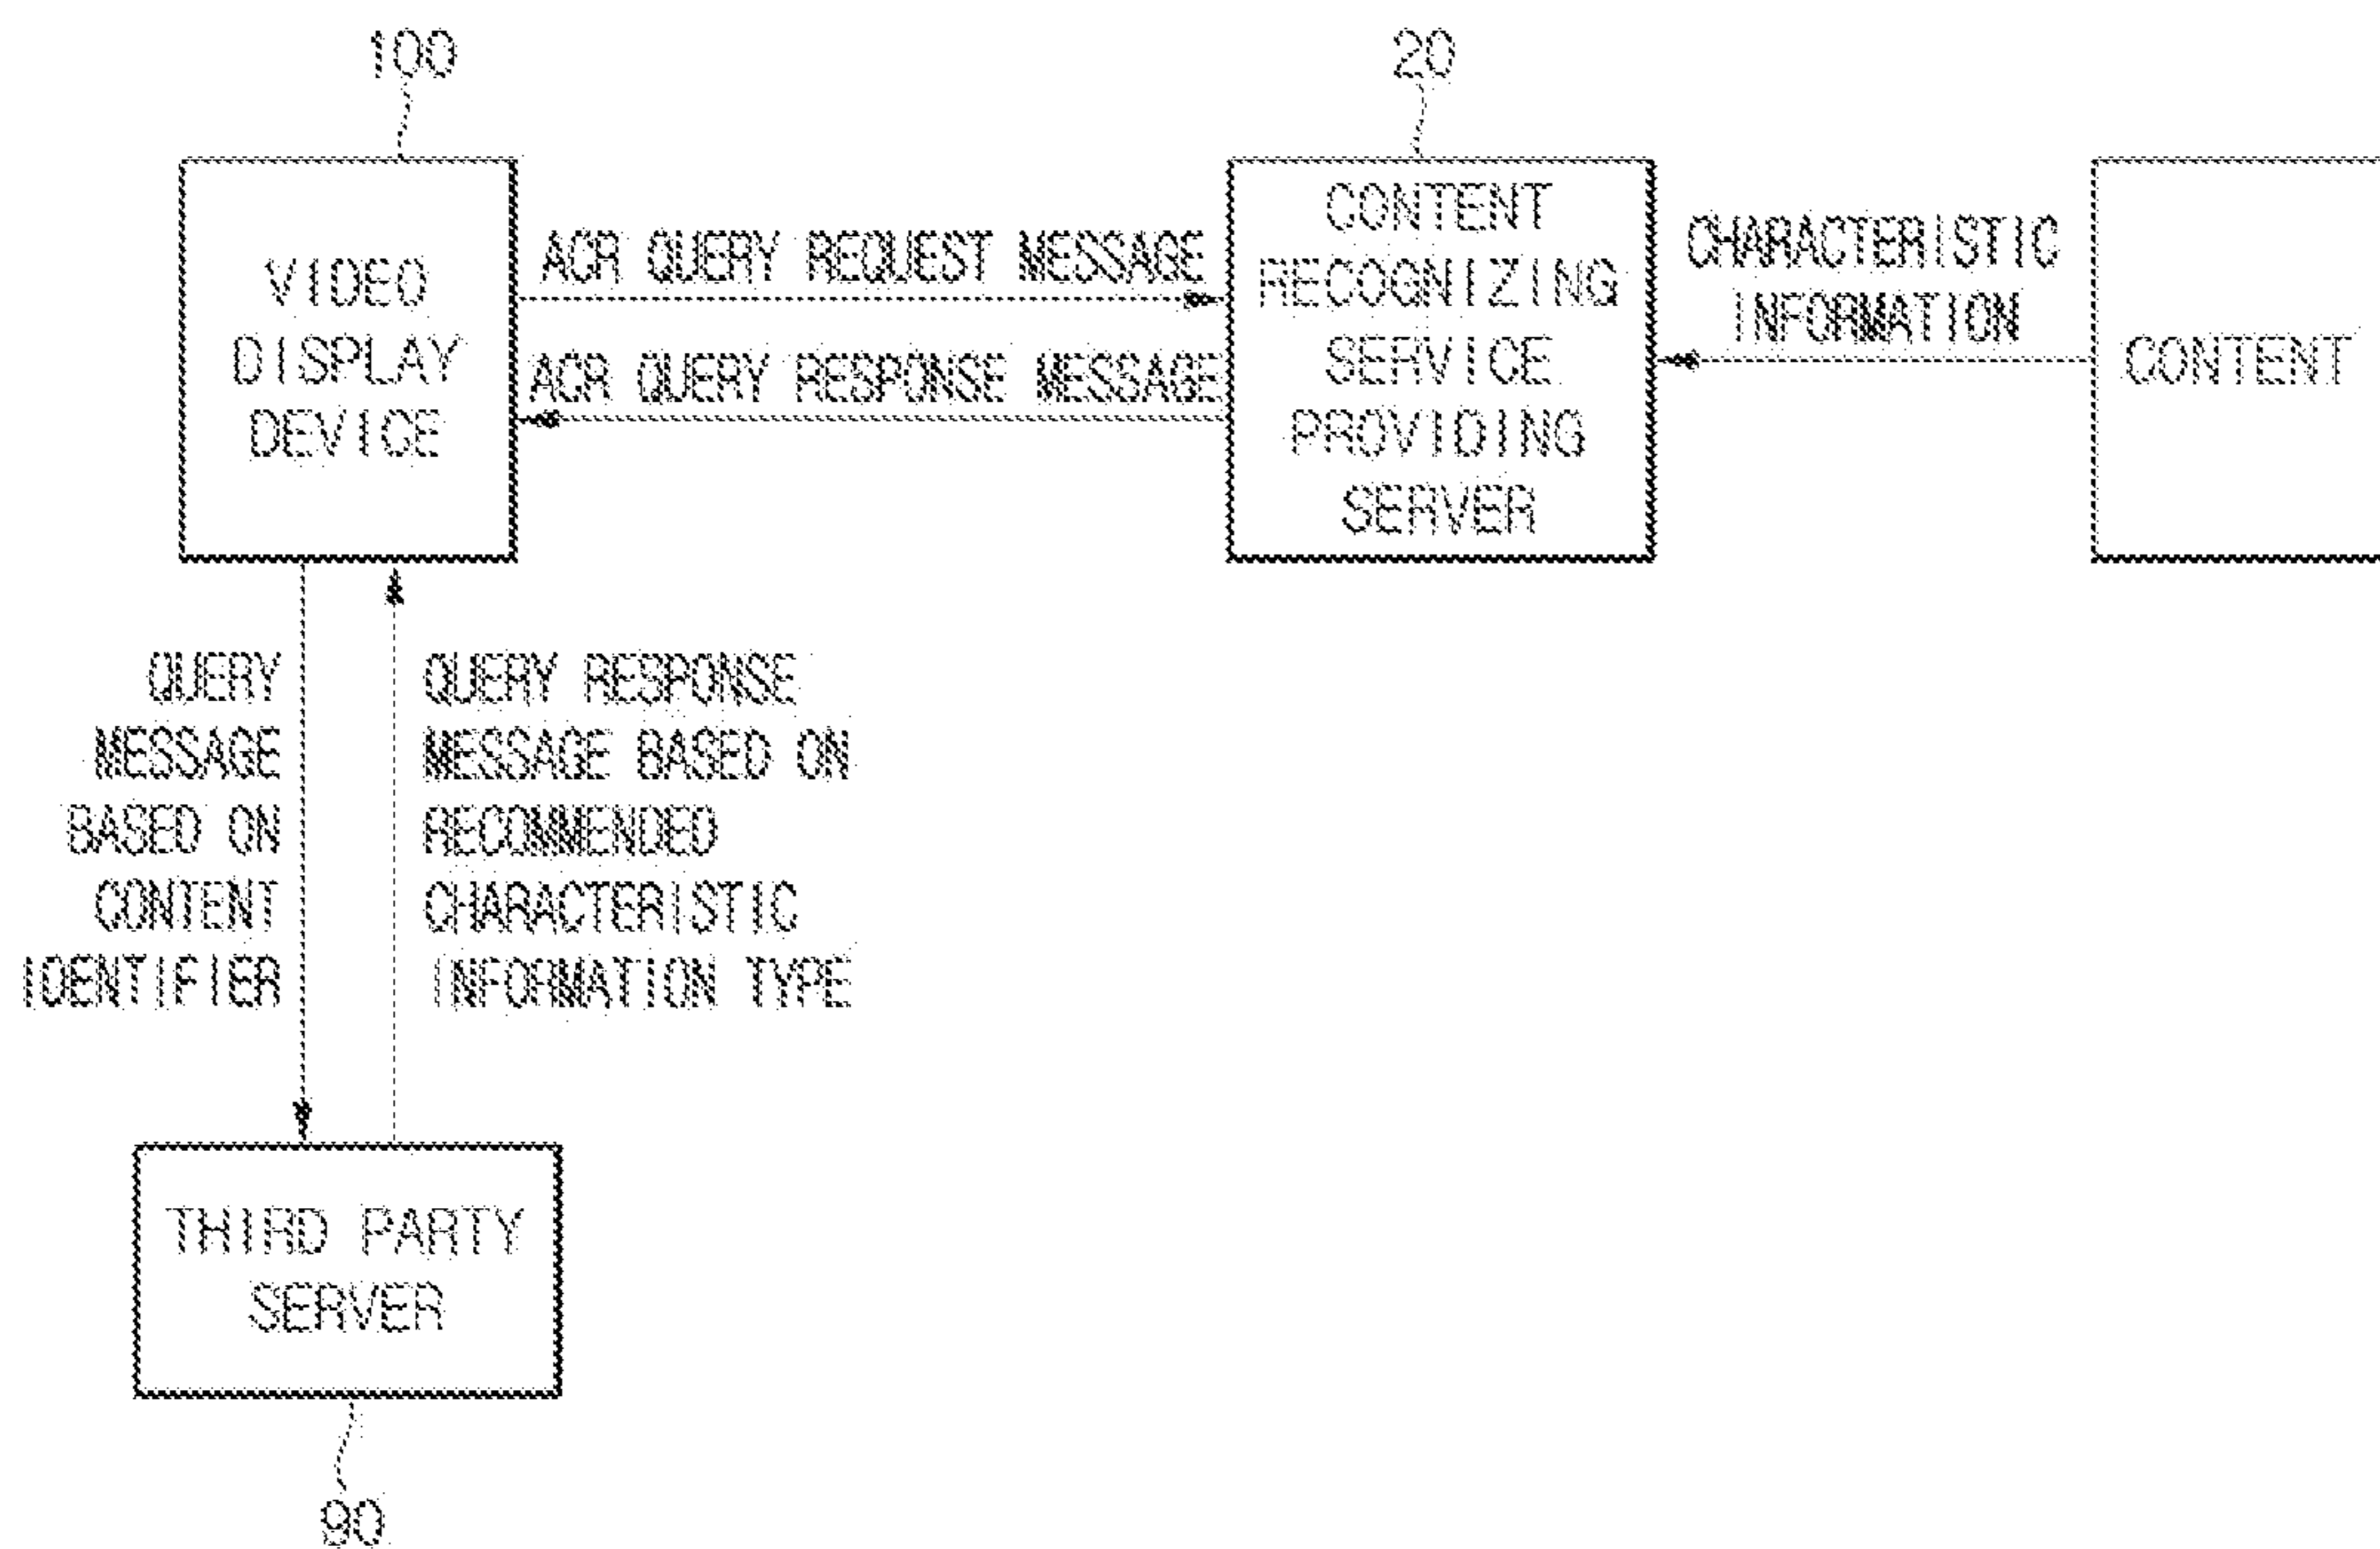 100
20
VIDEO
DISPLAY
DEVICE
ACR QUERY REQUEST MESSAGE
ACR QUERY RESPONSE MESSAGE
CONTENT
RECOGNIZING
SERVICE
PROVIDING
SERVER
CHARACTERISTIC
INFORMATION
CONTENT
QUERY
MESSAGE
BASED ON
CONTENT
IDENTIFIER
QUERY RESPONSE
MESSAGE BASED ON
RECOMMENDED
CHARACTERISTIC
INFORMATION TYPE
THIRD PARTY
SERVER
90